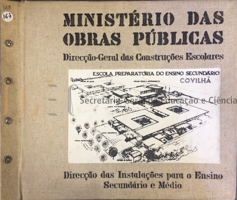 167
MINISTÉRIO DAS
OBRAS PÚBLICAS
Direcção-Geral das Construções Escolares
ESCOLA PREPARATÓRIA DO ENSINO SECUNDÁRIO
COVILHÃ
Secretaria-Geral da Educação e Ciência
Direcção das Instalações para o Ensino
Secundário e Médio